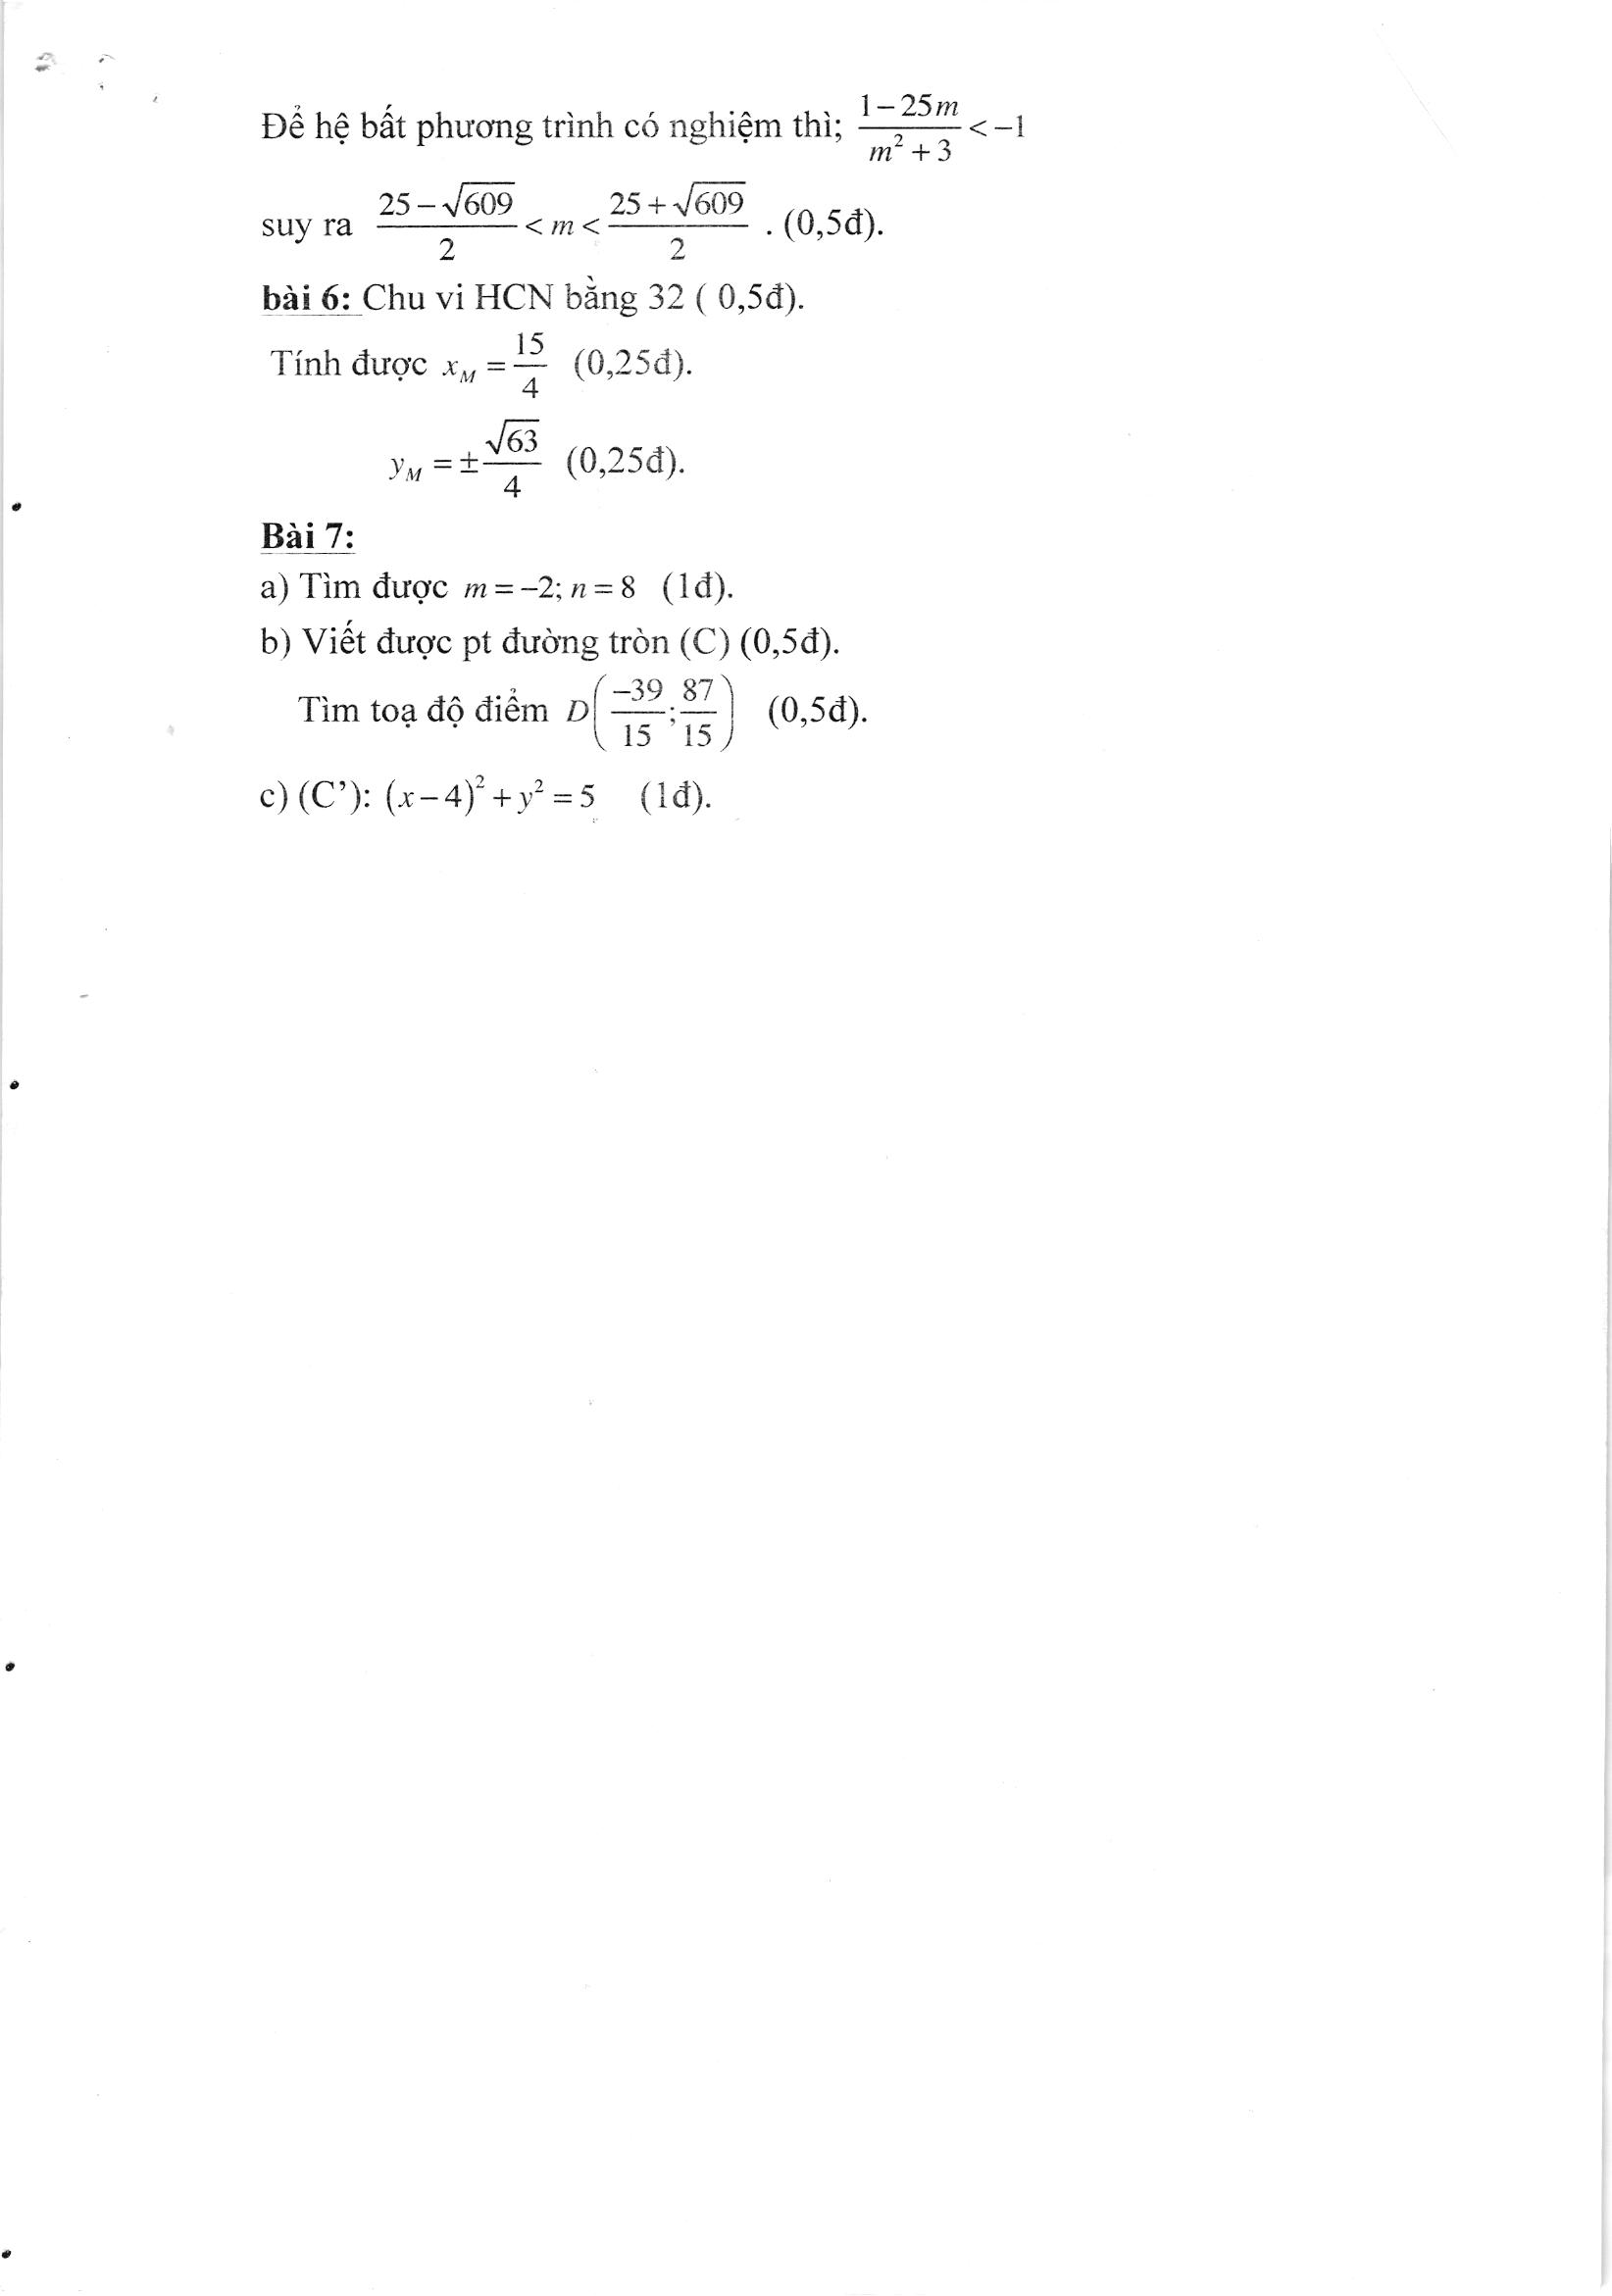 Để hệ bất phương trình có nghiệm thì; $\frac{1-25m}{m^2+3}<-1$
suy ra $\frac{25-\sqrt{609}}{2}<m<\frac{25+\sqrt{609}}{2}$ . (0,5đ).
bài 6: Chu vi HCN bằng 32 ( 0,5đ).
Tính được $x_M=\frac{15}{4}$ (0,25đ).
$y_M=\pm\frac{\sqrt{63}}{4}$ (0,25đ).
Bài 7:
a) Tìm được $m=-2; n=8$ (1đ).
b) Viết được pt đường tròn (C) (0,5đ).
Tìm toạ độ điểm $D\left(\frac{-39}{15};\frac{87}{15}\right)$ (0,5đ).
c) (C’): $(x-4)^2+y^2=5$ (1đ).